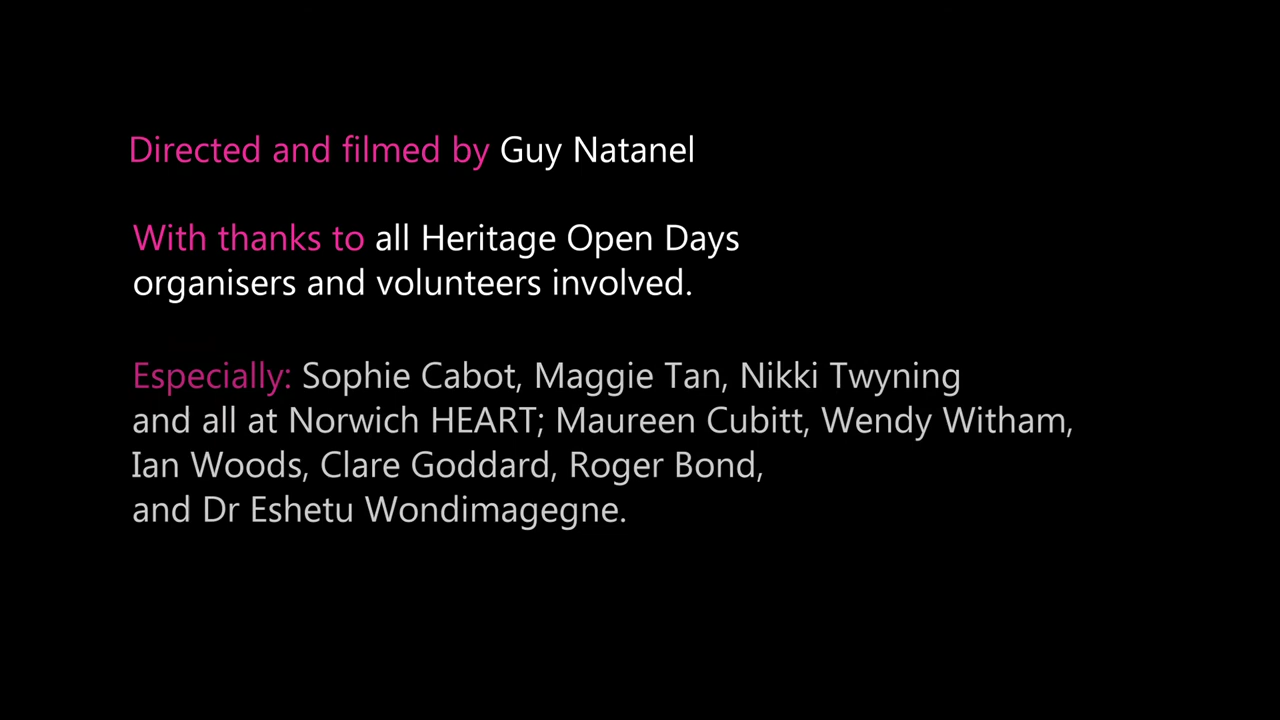 Directed and filmed by Guy Natanel
With thanks to all Heritage Open Days
organisers and volunteers involved.
Especially: Sophie Cabot, Maggie Tan, Nikki Twyning
and all at Norwich HEART; Maureen Cubitt, Wendy Witham,
Ian Woods, Clare Goddard, Roger Bond,
and Dr Eshetu Wondimagegne.